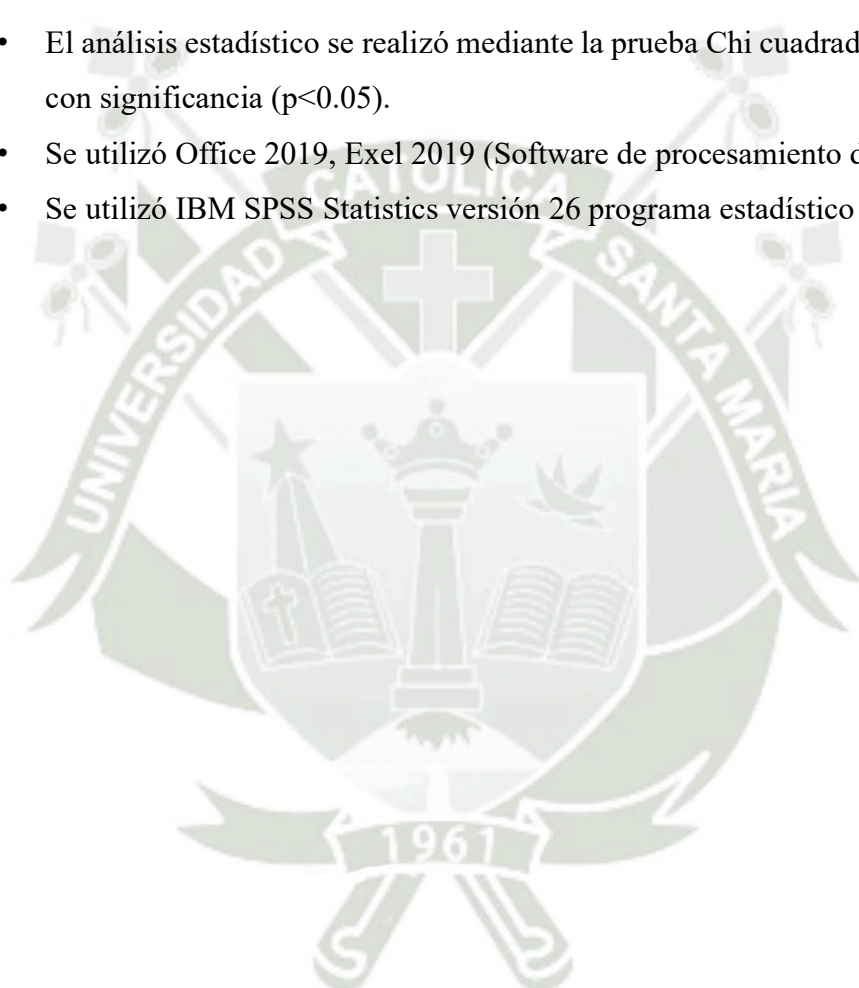 • El análisis estadístico se realizó mediante la prueba Chi
con significancia (p<0.05).
• Se utilizó Office 2019, Exel 2019 (Software de procesamiento
• Se utilizó IBM SPSS Statistics versión 26 programa estadístico
UNIVERSIDAD CATOLICA SANTA MARIA
1961